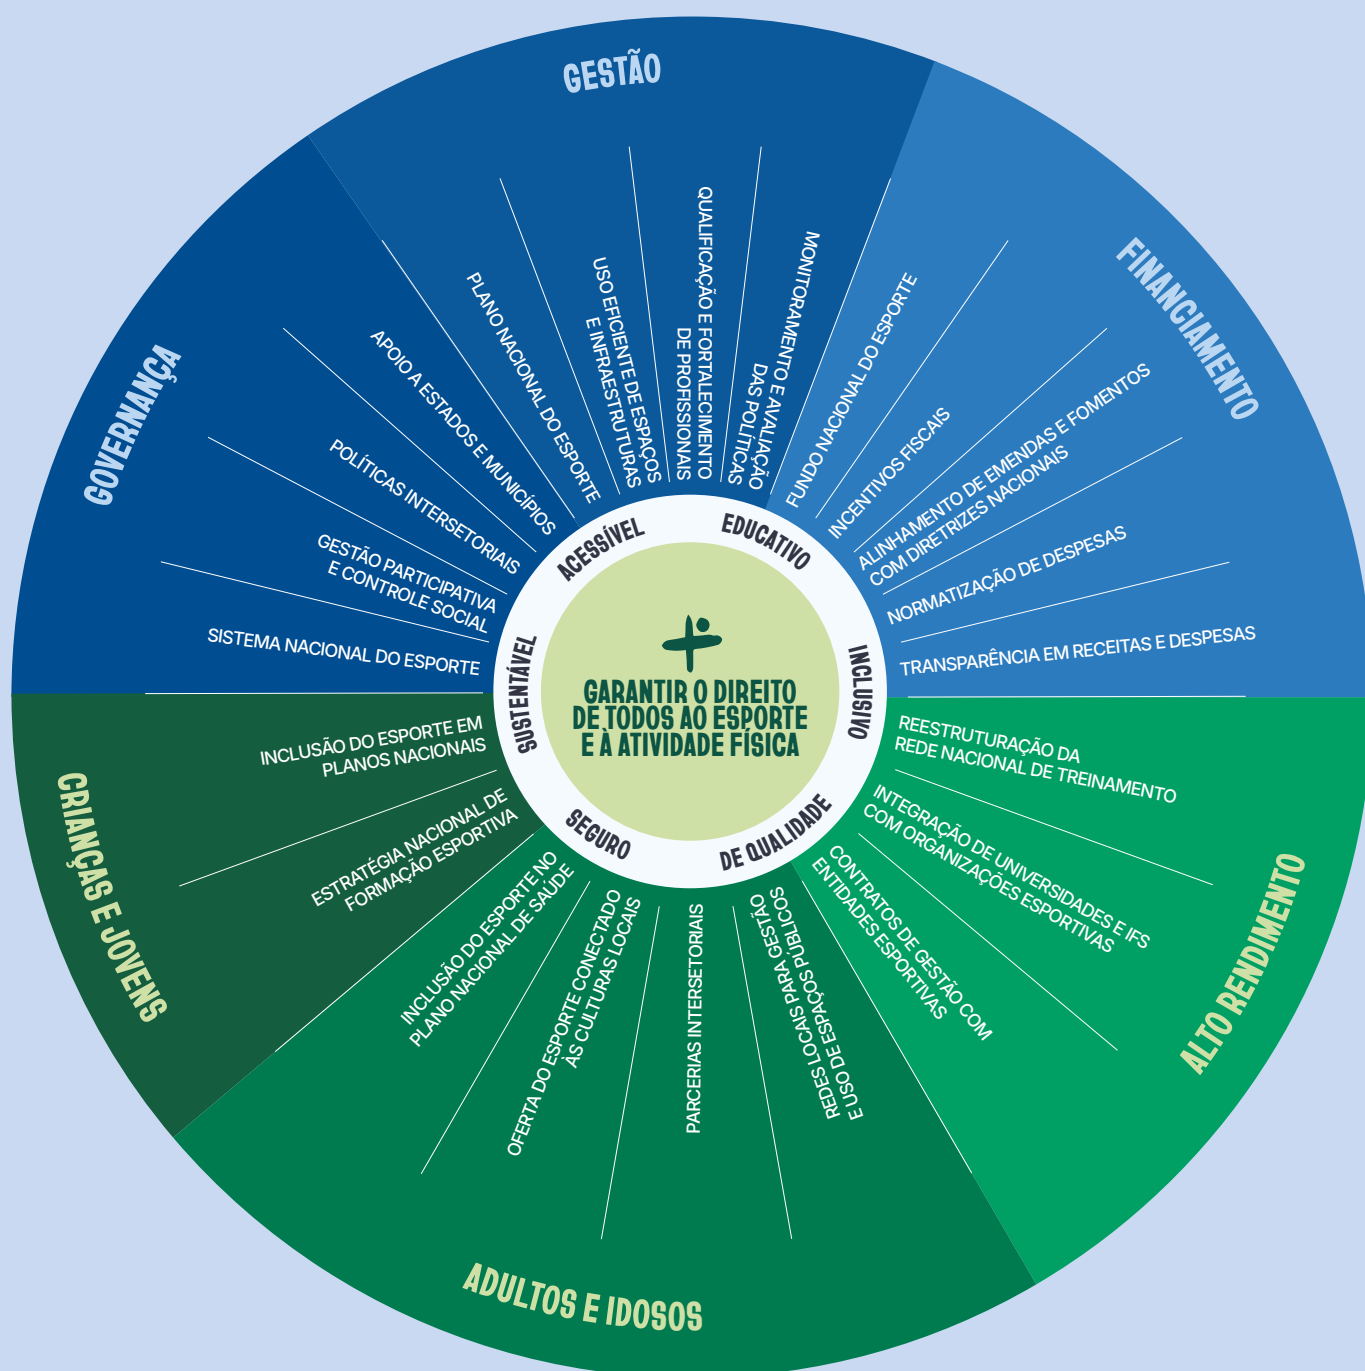 GESTÃO
PLANO NACIONAL DO ESPORTE
USO EFICIENTE DE ESPAÇOS
E INFRAESTRUTURAS
QUALIFICAÇÃO E FORTALECIMENTO
DE PROFISSIONAIS
MONITORAMENTO E AVALIAÇÃO
DAS POLÍTICAS
FINANCIAMENTO
FUNDO NACIONAL DO ESPORTE
INCENTIVOS FISCAIS
ALINHAMENTO DE EMENDAS E FOMENTOS
COM DIRETRIZES NACIONAIS
NORMATIZAÇÃO DE DESPESAS
TRANSPARÊNCIA EM RECEITAS E DESPESAS
ALTO RENDIMENTO
REESTRUTURAÇÃO DA
REDE NACIONAL DE TREINAMENTO
INTEGRAÇÃO DE UNIVERSIDADES E IFS
COM ORGANIZAÇÕES ESPORTIVAS
CONTRATOS DE GESTÃO COM
ENTIDADES ESPORTIVAS
ADULTOS E IDOSOS
REDES LOCAIS PARA GESTÃO
E USO DE ESPAÇOS PÚBLICOS
PARCERIAS INTERSETORIAIS
OFERTA DO ESPORTE CONECTADO
ÀS CULTURAS LOCAIS
INCLUSÃO DO ESPORTE NO
PLANO NACIONAL DE SAÚDE
CRIANÇAS E JOVENS
ESTRATÉGIA NACIONAL DE
FORMAÇÃO ESPORTIVA
INCLUSÃO DO ESPORTE EM
PLANOS NACIONAIS
GOVERNANÇA
SISTEMA NACIONAL DO ESPORTE
GESTÃO PARTICIPATIVA
E CONTROLE SOCIAL
POLÍTICAS INTERSETORIAIS
APOIO A ESTADOS E MUNICÍPIOS
ACESSÍVEL
EDUCATIVO
INCLUSIVO
DE QUALIDADE
SEGURO
SUSTENTÁVEL
GARANTIR O DIREITO
DE TODOS AO ESPORTE
E À ATIVIDADE FÍSICA